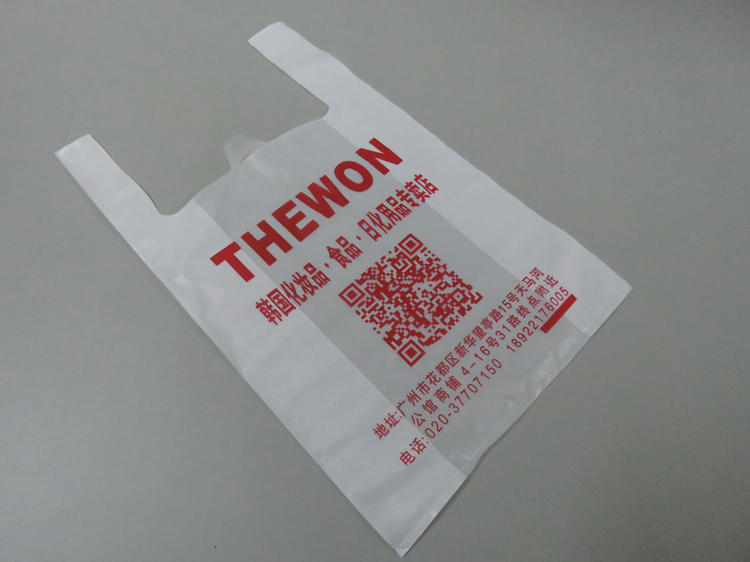 THEWON
韩国化妆品·食品·日化用品专卖店
地址:广州市花都区新华望亭路15号天马河
公馆商铺4-16号31路终点附近
电话:020-37707150 18922176005